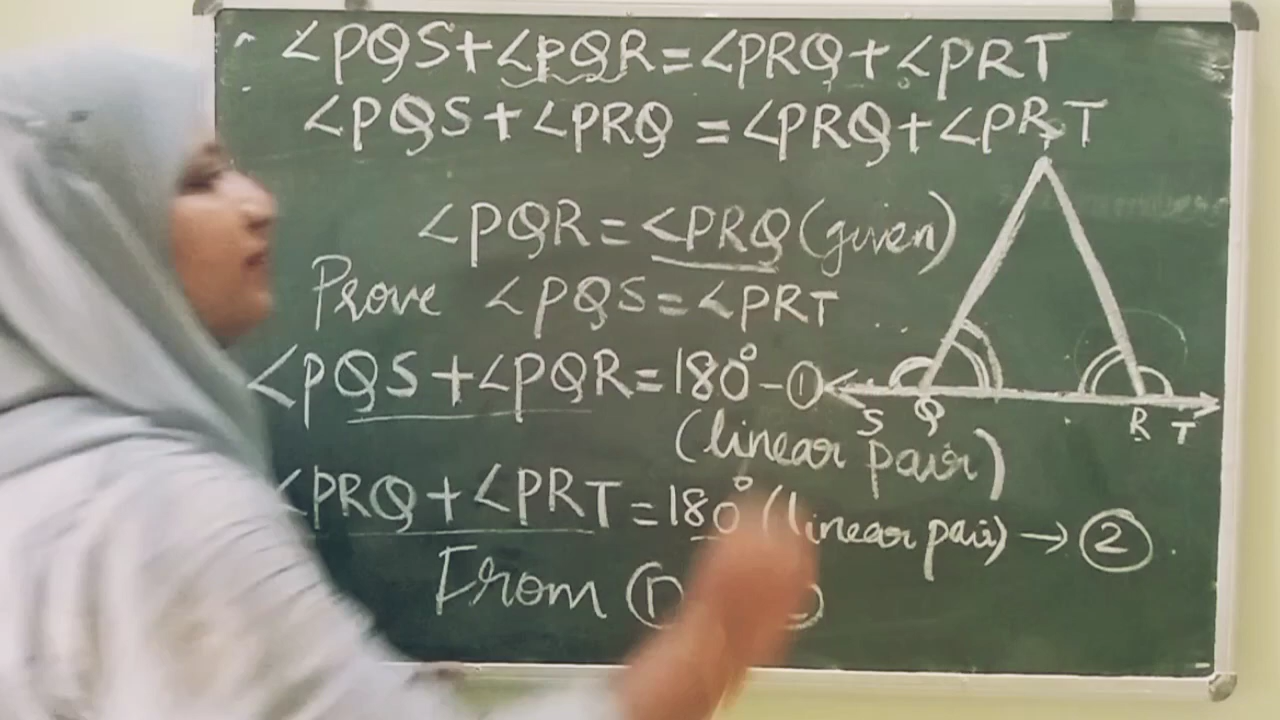 ∠PQS+∠PQR=∠PRQ+∠PRT
∠PQS+∠PRQ=∠PRQ+∠PRT
P
∠PQR=∠PRQ (given)
Prove ∠PQS=∠PRT
∠PQS+∠PQR=180°-①
S Q R T
(linear pair)
∠PRQ+∠PRT=180° (linear pair)→②
From ①